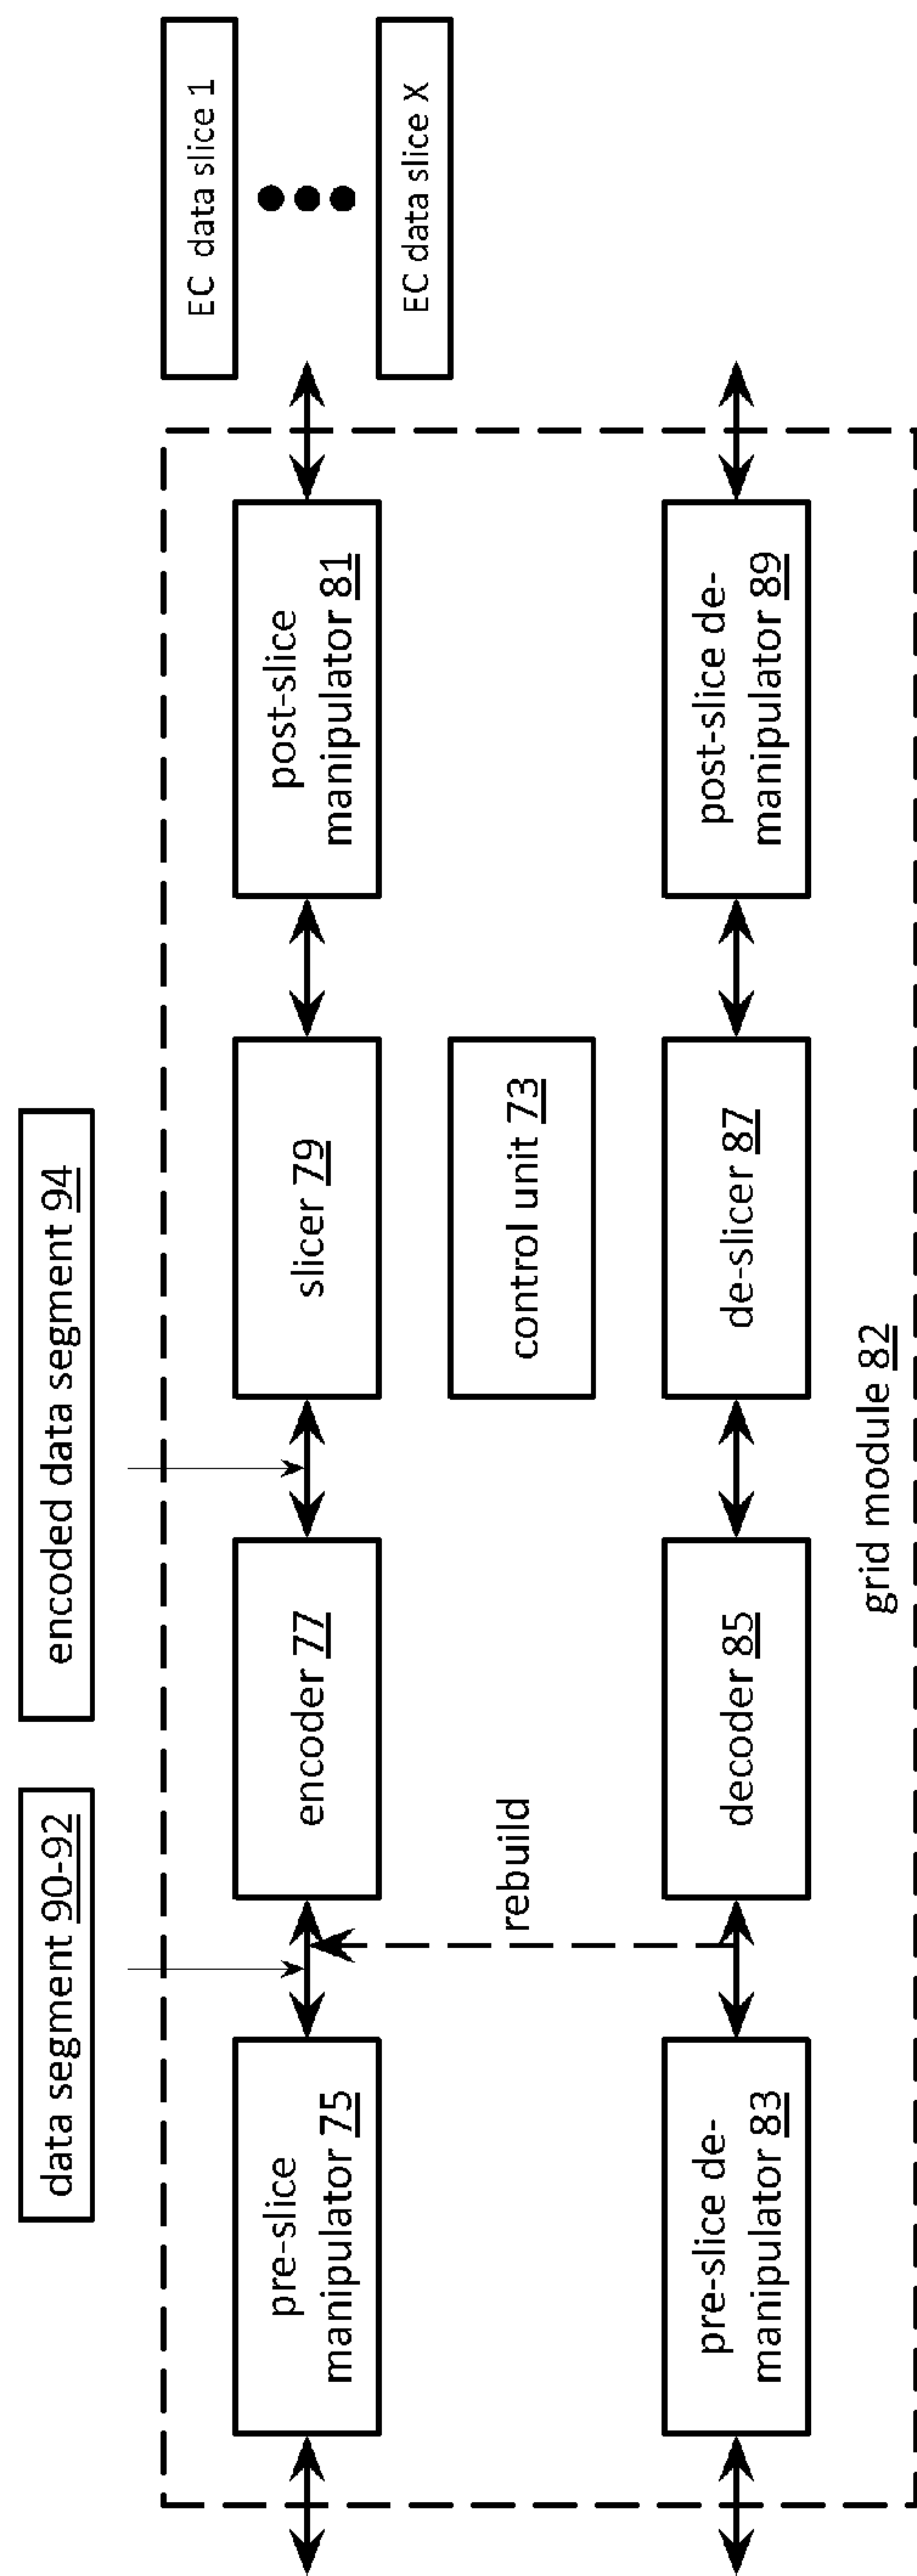 data segment 90-92
encoded data segment 94
pre-slice
manipulator 75
encoder 77
slicer 79
post-slice
manipulator 81
EC data slice 1
EC data slice X
rebuild
control unit 73
pre-slice de-
manipulator 83
decoder 85
de-slicer 87
post-slice de-
manipulator 89
grid module 82